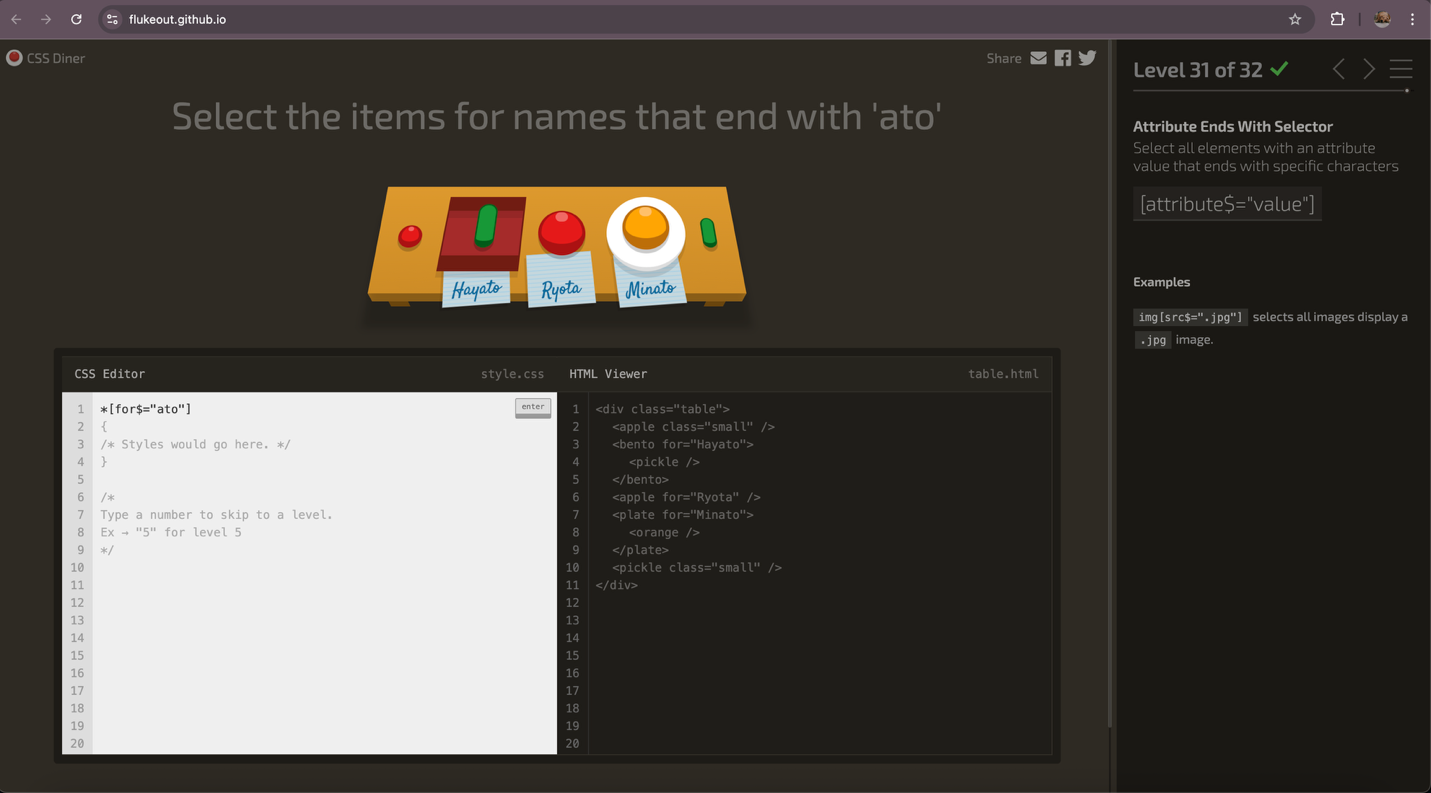 flukeout.github.io
CSS Diner
Share
Select the items for names that end with 'ato'
Hayato
Ryota
Minato
CSS Editor
style.css
1 *[for$="ato"]
enter
2 {
3 /* Styles would go here. */
4 }
5
6 /*
7 Type a number to skip to a level.
8 Ex → "5" for level 5
9 */
10
11
12
13
14
15
16
17
18
19
20
HTML Viewer
table.html
1 <div class="table">
2 <apple class="small" />
3 <bento for="Hayato">
4 <pickle />
5 </bento>
6 <apple for="Ryota" />
7 <plate for="Minato">
8 <orange />
9 </plate>
10 <pickle class="small" />
11 </div>
12
13
14
15
16
17
18
19
20
Level 31 of 32
Attribute Ends With Selector
Select all elements with an attribute
value that ends with specific characters
[attribute$="value"]
Examples
img[src$=".jpg"] selects all images display a
.jpg image.